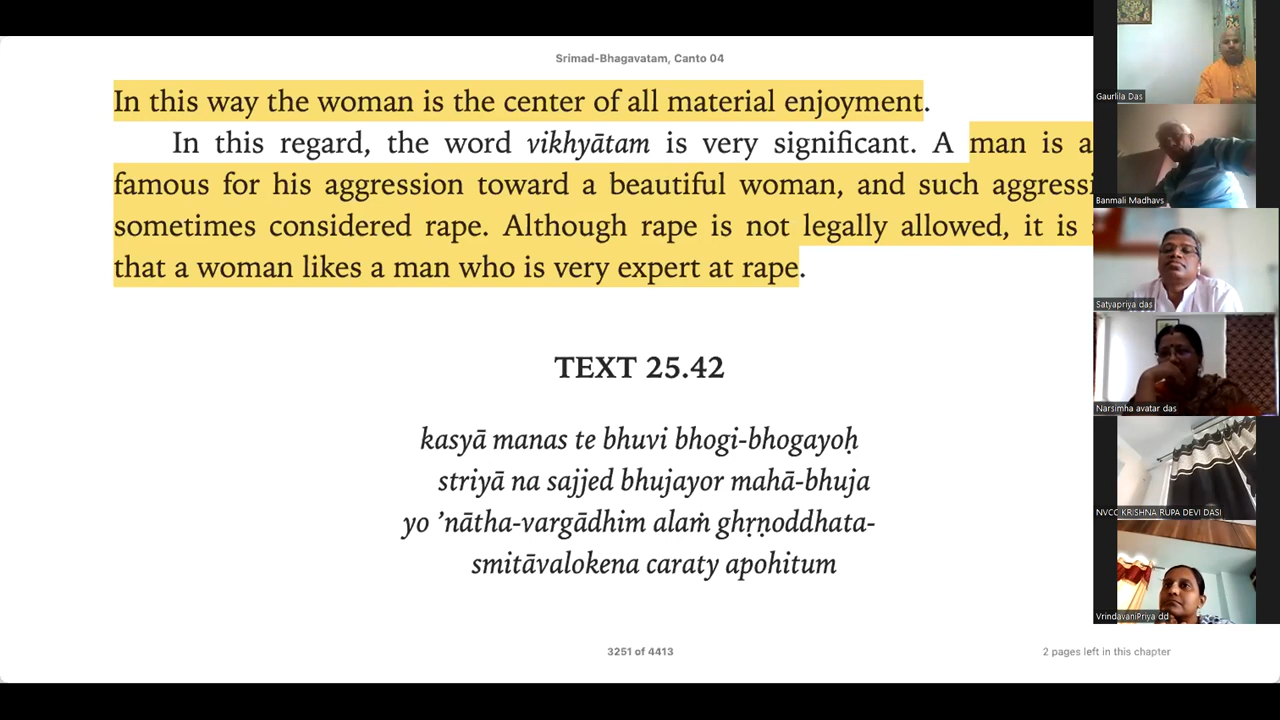 Srimad-Bhagavatam, Canto 04
In this way the woman is the center of all material enjoyment.
In this regard, the word vikhyātam is very significant. A man is a
famous for his aggression toward a beautiful woman, and such aggressi
sometimes considered rape. Although rape is not legally allowed, it is
that a woman likes a man who is very expert at rape.
TEXT 25.42
kasyā manas te bhuvi bhogi-bhogayoḥ
striyā na sajjed bhujayor mahā-bhuja
yo ’nātha-vargādhim alaṁ ghṛṇoddhata-
smitāvalokena caraty apohitum
3251 of 4413
2 pages left in this chapter
Gaurlila Das
Banmali Madhavs
Satyapriya das
Narsimha avatar das
NVCC KRISHNA RUPA DEVI DASI
VrindavaniPriya dd